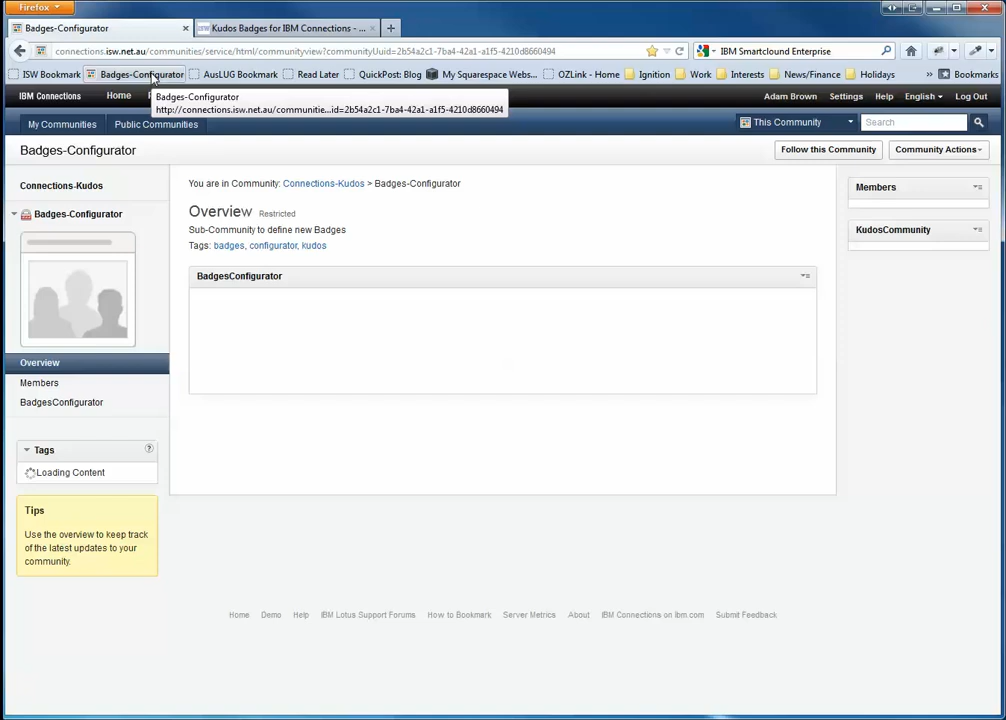 Firefox
Badges-Configurator
Kudos Badges for IBM Connections - ...
connections.isw.net.au/communities/service/html/communityview?communityUuid=2b54a2c1-7ba4-42a1-a1f5-4210d8660494
IBM Smartcloud Enterprise
ISW Bookmark
Badges-Configurator
AusLUG Bookmark
Read Later
QuickPost: Blog
My Squarespace Web...
OZLink - Home
Ignition
Work
Interests
News/Finance
Holidays
»
Bookmarks
Badges-Configurator
http://connections.isw.net.au/communitie...id=2b54a2c1-7ba4-42a1-a1f5-4210d8660494
IBM Connections
Home
Adam Brown
Settings
Help
English
Log Out
My Communities
Public Communities
This Community
Search
Badges-Configurator
Follow this Community
Community Actions
Connections-Kudos
Badges-Configurator
Overview
Members
BadgesConfigurator
Tags
?
Loading Content
Tips
Use the overview to keep track
of the latest updates to your
community.
You are in Community: Connections-Kudos > Badges-Configurator
Overview Restricted
Sub-Community to define new Badges
Tags: badges, configurator, kudos
BadgesConfigurator
Members
KudosCommunity
Home
Demo
Help
IBM Lotus Support Forums
How to Bookmark
Server Metrics
About
IBM Connections on ibm.com
Submit Feedback